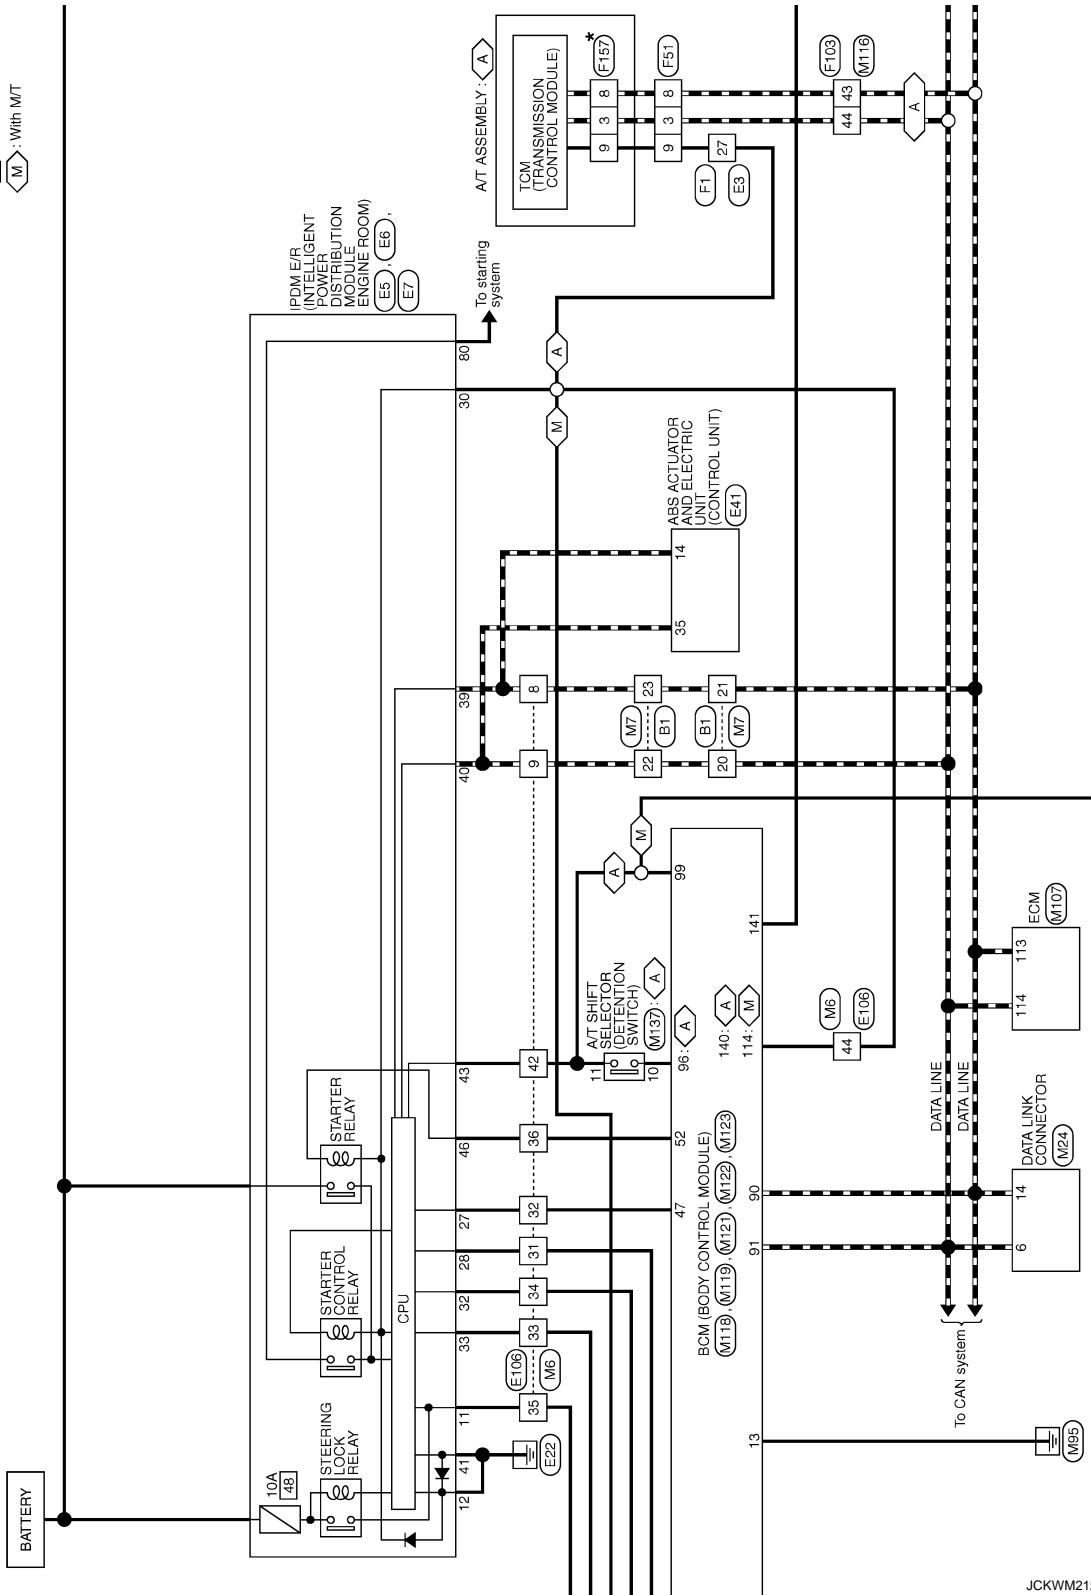 M : With M/T
BATTERY
10A
48
STEERING
LOCK
RELAY
STARTER
CONTROL
RELAY
STARTER
RELAY
CPU
IPDM E/R
(INTELLIGENT
POWER
DISTRIBUTION
MODULE
ENGINE ROOM)
E5 , E6 ,
E7
12 41 11 33 32 28 27 46 43 40 39 30 80
To starting
system
E22
E106
M6
35 33 34 31 32 36 42 9 8
A/T ASSEMBLY : A
TCM
(TRANSMISSION
CONTROL MODULE)
9 3 8
*
F157
9 3 8
F51
F1
27
E3
A
M
F103
44 43
M116
A
ABS ACTUATOR
AND ELECTRIC
UNIT
(CONTROL UNIT)
E41
35 14
M7
22 23
B1
B1
20 21
M7
M
A
A/T SHIFT
SELECTOR
(DETENTION
SWITCH)
M137 : A
11
10
47 52 96 : A 99
BCM (BODY CONTROL MODULE)
M118 , M119 , M121 , M122 , M123
13 91 90
140 : A
114 : M
141
M6
44
E106
DATA LINE
DATA LINE
To CAN system
DATA LINK
CONNECTOR
M24
6 14
ECM
M107
114 113
M95
JCKWM21